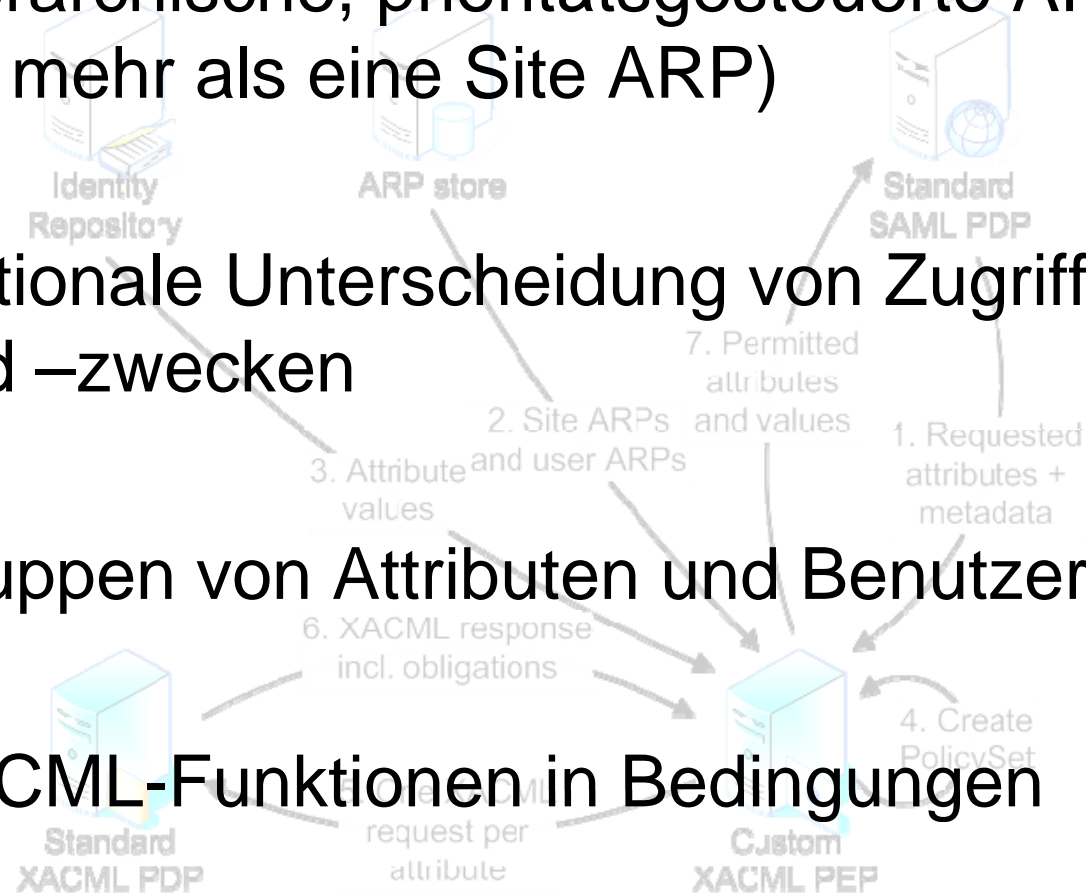 erarchische, prioritätsgesteuerte
mehr als eine Site ARP)
Identity
Repository
ARP store
Standard
SAML PDP
tionale Unterscheidung von Zugriff
d –zwecken
7. Permitted
attributes
and values
2. Site ARPs
and user ARPs
1. Requested
attributes +
metadata
3. Attribute
values
uppen von Attributen und Benutzer
6. XACML response
incl. obligations
4. Create
PolicySet
CML-Funktionen in Bedingungen
request per
attribute
Standard
XACML PDP
Custom
XACML PEP